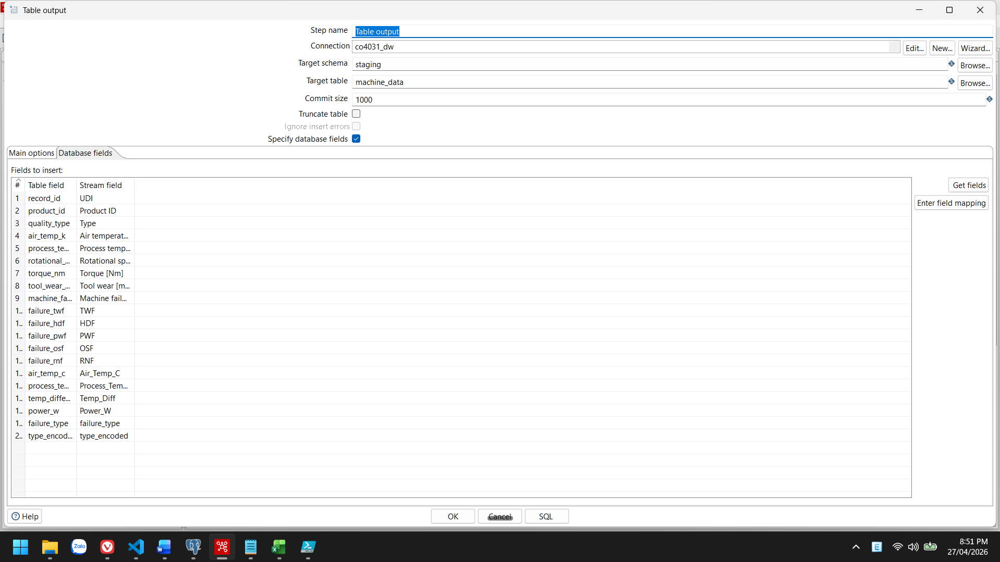 Table output
Step name Table output
Connection co4031_dw Edit... New... Wizard...
Target schema staging Browse...
Target table machine_data Browse...
Commit size 1000
Truncate table
Ignore insert errors
Specify database fields
Main options Database fields
Fields to insert:
# Table field Stream field Get fields
1 record_id UDI
Enter field mapping
2 product_id Product ID
3 quality_type Type
4 air_temp_k Air temperat...
5 process_te... Process temp...
6 rotational_... Rotational sp...
7 torque_nm Torque [Nm]
8 tool_wear_... Tool wear [m...
9 machine_fa... Machine fail...
1.. failure_twf TWF
1.. failure_hdf HDF
1.. failure_pwf PWF
1.. failure_osf OSF
1.. failure_rnf RNF
1.. air_temp_c Air_Temp_C
1.. process_te... Process_Tem...
1.. temp_diffe... Temp_Diff
1.. power_w Power_W
1.. failure_type failure_type
2.. type_encod... type_encoded
Help OK Cancel SQL
Zalo
E
8:51 PM
27/04/2026